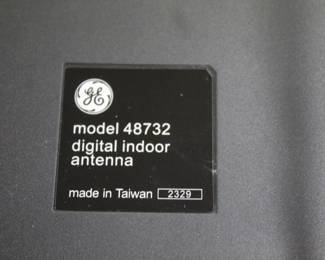 GE
model 48732
digital indoor
antenna
made in Taiwan 2329